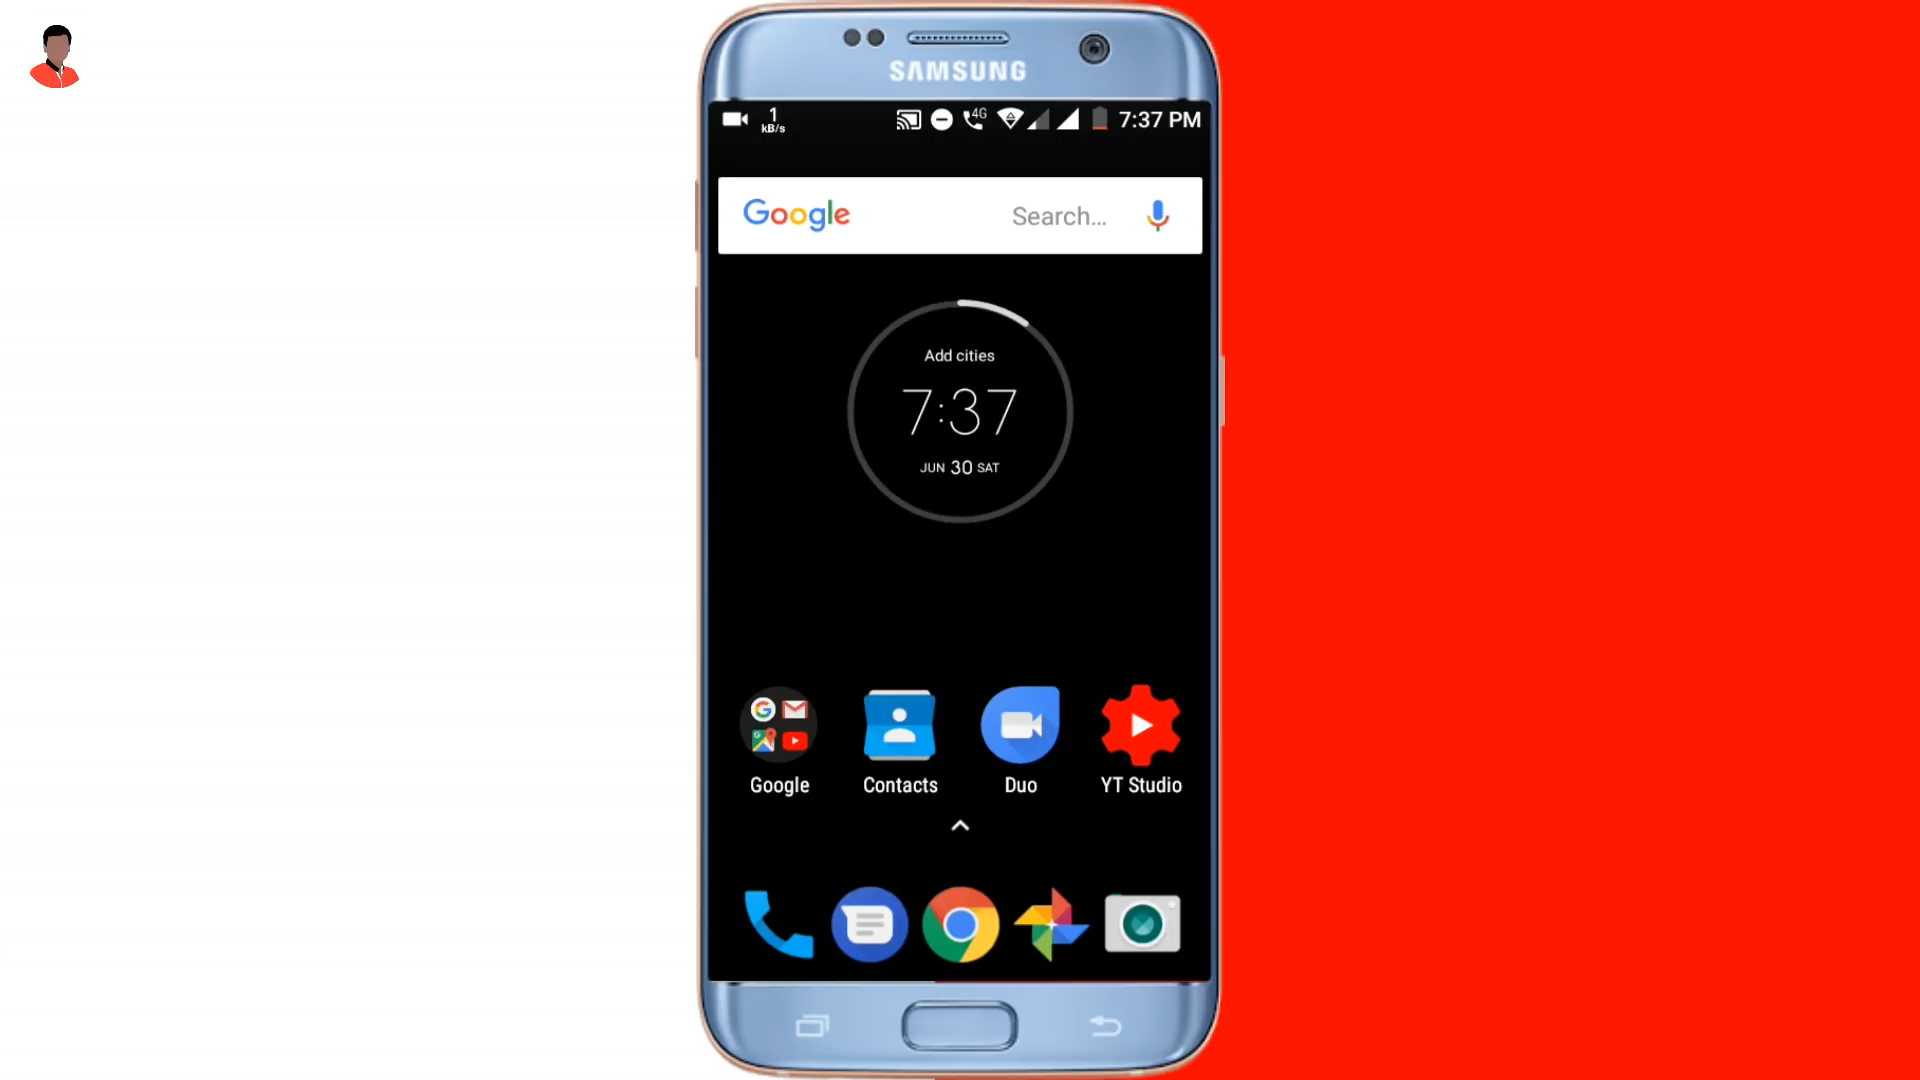 SAMSUNG
1 kB/s 4G 7:37 PM
Google Search...
Add cities
7:37
JUN 30 SAT
Google Contacts Duo YT Studio